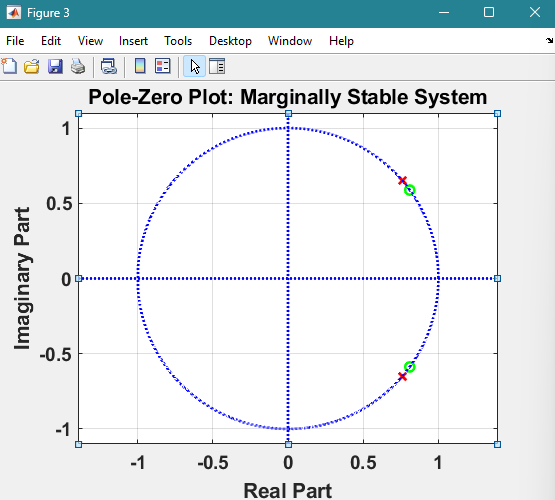 Figure 3
File Edit View Insert Tools Desktop Window Help
Pole-Zero Plot: Marginally Stable System
1
0.5
0
-0.5
-1
Imaginary Part
-1 -0.5 0 0.5 1
Real Part